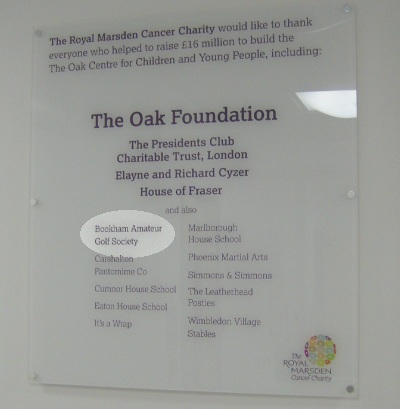 The Royal Marsden Cancer Charity would like to thank
everyone who helped to raise £16 million to build the
The Oak Centre for Children and Young People, including:
The Oak Foundation
The Presidents Club
Charitable Trust, London
Elayne and Richard Cyzer
House of Fraser
and also
Bookham Amateur
Golf Society
Carshalton
Pantomime Co
Cumnor House School
Eaton House School
It's a Wrap
Marlborough
House School
Phoenix Martial Arts
Simmons & Simmons
The Leatherhead
Posties
Wimbledon Village
Stables
The
ROYAL
MARSDEN
Cancer Charity